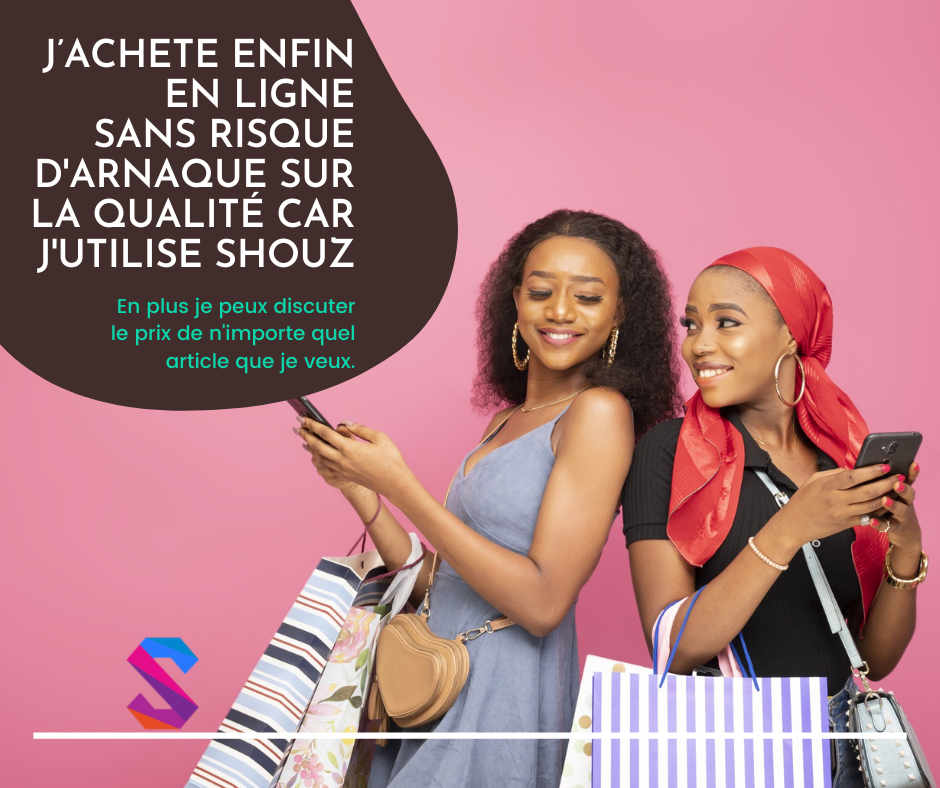 J’ACHETE ENFIN
EN LIGNE
SANS RISQUE
D'ARNAQUE SUR
LA QUALITÉ CAR
J'UTILISE SHOUZ
En plus je peux discuter
le prix de n'importe quel
article que je veux.